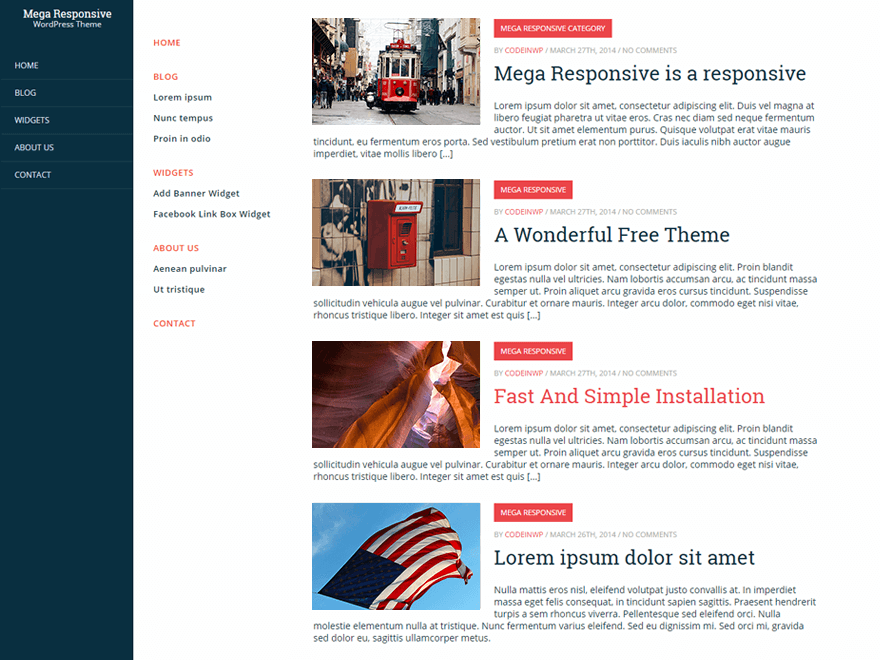 Mega Responsive
WordPress Theme
HOME
BLOG
WIDGETS
ABOUT US
CONTACT
HOME
BLOG
Lorem ipsum
Nunc tempus
Proin in odio
WIDGETS
Add Banner Widget
Facebook Link Box Widget
ABOUT US
Aenean pulvinar
Ut tristique
CONTACT
MEGA RESPONSIVE CATEGORY
BY CODEINWP / MARCH 27TH, 2014 / NO COMMENTS
Mega Responsive is a responsive
Lorem ipsum dolor sit amet, consectetur adipiscing elit. Duis vel magna at
libero feugiat pharetra ut vitae eros. Cras nec diam sed neque fermentum
auctor. Ut sit amet elementum purus. Quisque volutpat erat vitae mauris
tincidunt, eu fermentum eros porta. Sed vestibulum pretium erat non porttitor. Duis iaculis nibh auctor augue
imperdiet, vitae mollis libero [...]
MEGA RESPONSIVE
BY CODEINWP / MARCH 27TH, 2014 / NO COMMENTS
A Wonderful Free Theme
Lorem ipsum dolor sit amet, consectetur adipiscing elit. Proin blandit
egestas nulla vel ultricies. Nam lobortis accumsan arcu, ac tincidunt massa
semper ut. Proin aliquet arcu gravida eros cursus tincidunt. Suspendisse
sollicitudin vehicula augue vel pulvinar. Curabitur et ornare mauris. Integer arcu dolor, commodo eget nisi vitae,
rhoncus tristique libero. Integer sit amet est quis [...]
MEGA RESPONSIVE
BY CODEINWP / MARCH 27TH, 2014 / NO COMMENTS
Fast And Simple Installation
Lorem ipsum dolor sit amet, consectetur adipiscing elit. Proin blandit
egestas nulla vel ultricies. Nam lobortis accumsan arcu, ac tincidunt massa
semper ut. Proin aliquet arcu gravida eros cursus tincidunt. Suspendisse
sollicitudin vehicula augue vel pulvinar. Curabitur et ornare mauris. Integer arcu dolor, commodo eget nisi vitae,
rhoncus tristique libero. Integer sit amet est quis [...]
MEGA RESPONSIVE
BY CODEINWP / MARCH 26TH, 2014 / NO COMMENTS
Lorem ipsum dolor sit amet
Nulla mattis eros nisl, eleifend volutpat justo convallis at. In imperdiet
massa eget felis consequat, in tincidunt sapien sagittis. Praesent hendrerit
turpis a sem rhoncus viverra. Pellentesque sed eleifend orci. Nulla
molestie elementum nulla at tristique. Nunc fermentum varius eleifend. Sed eu dignissim mi. Sed orci mi, gravida
sed dolor eu, sagittis ullamcorper metus.